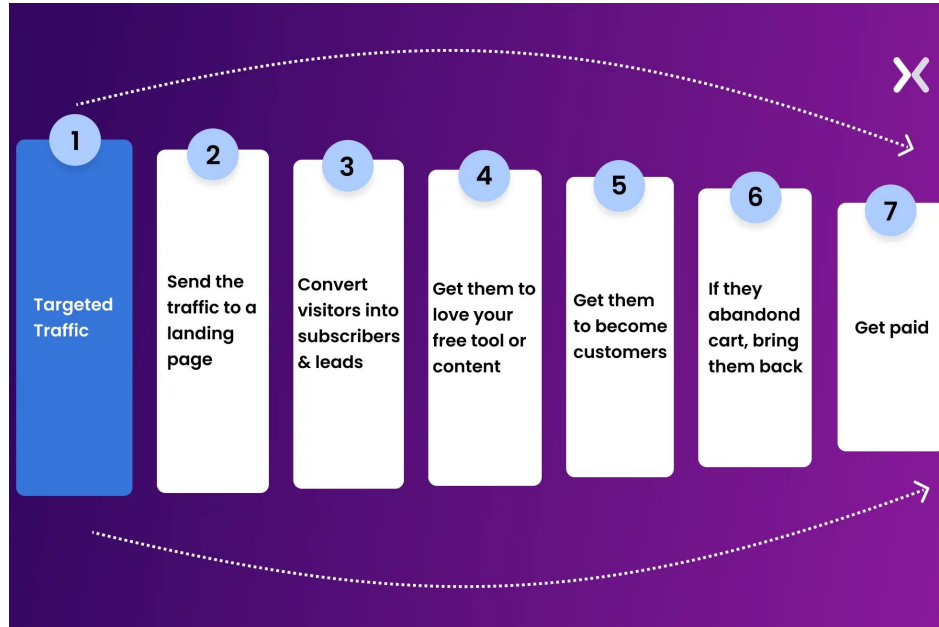 1
Targeted
Traffic
2
Send the
traffic to a
landing
page
3
Convert
visitors into
subscribers
& leads
4
Get them to
love your
free tool or
content
5
Get them
to become
customers
6
If they
abandond
cart, bring
them back
7
Get paid